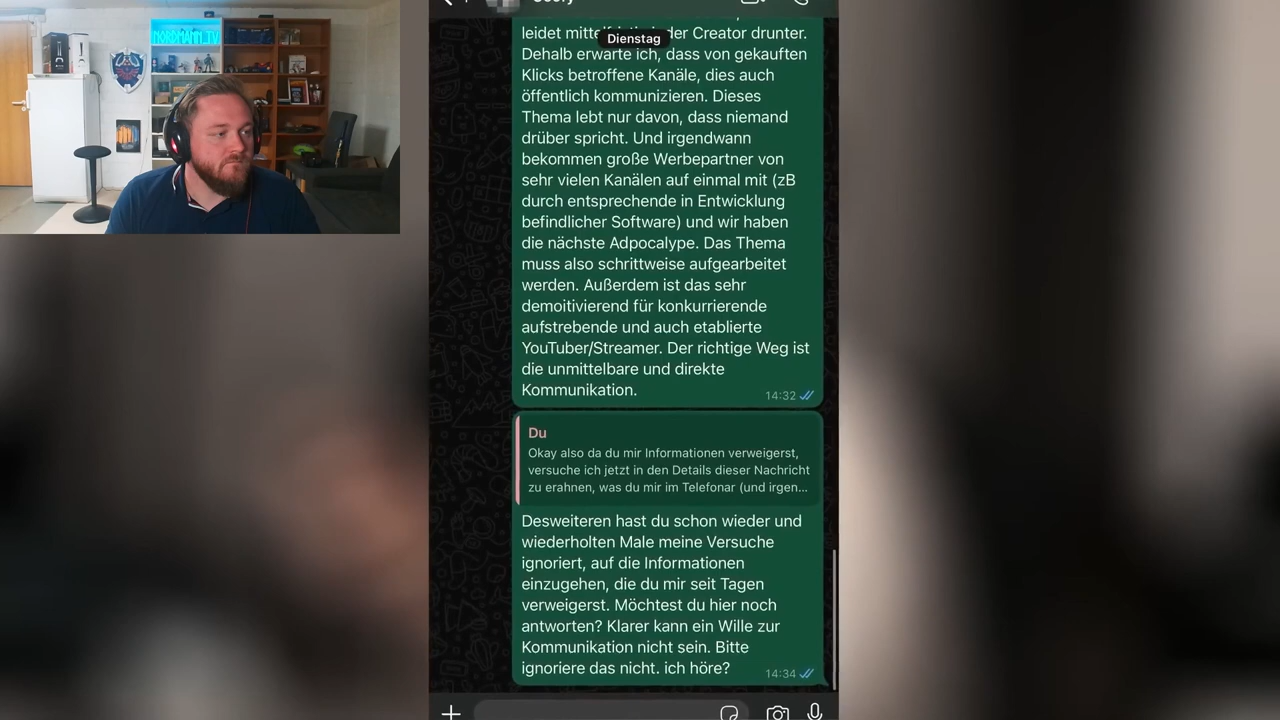 NORDMANN_TV
leidet der Creator drunter.
Dienstag
Dehalb erwarte ich, dass von gekauften
Klicks betroffene Kanäle, dies auch
öffentlich kommunizieren. Dieses
Thema lebt nur davon, dass niemand
drüber spricht. Und irgendwann
bekommen große Werbepartner von
sehr vielen Kanälen auf einmal mit (zB
durch entsprechende in Entwicklung
befindlicher Software) und wir haben
die nächste Adpocalype. Das Thema
muss also schrittweise aufgearbeitet
werden. Außerdem ist das sehr
demoitivierend für konkurrierende
aufstrebende und auch etablierte
YouTuber/Streamer. Der richtige Weg ist
die unmittelbare und direkte
Kommunikation.
14:32
Du
Okay also da du mir Informationen verweigerst,
versuche ich jetzt in den Details dieser Nachricht
zu erahnen, was du mir im Telefonar (und irgen...
Desweiteren hast du schon wieder und
wiederholten Male meine Versuche
ignoriert, auf die Informationen
einzugehen, die du mir seit Tagen
verweigerst. Möchtest du hier noch
antworten? Klarer kann ein Wille zur
Kommunikation nicht sein. Bitte
ignoriere das nicht. ich höre?
14:34